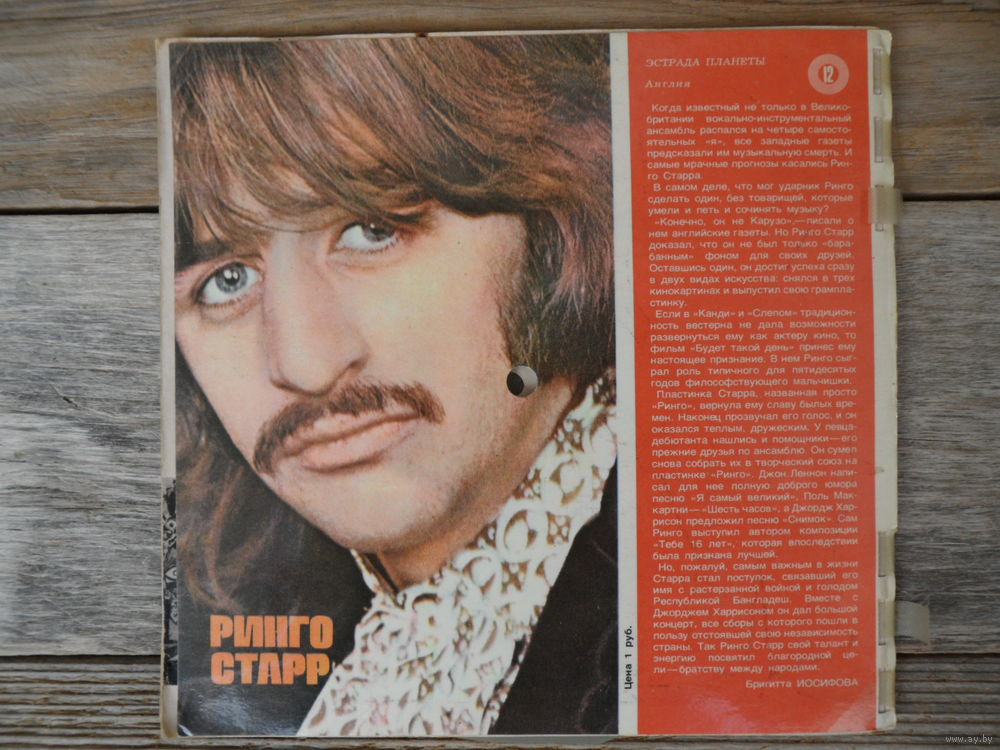 ЭСТРАДА ПЛАНЕТЫ
12
Англия
Когда известный не только в Велико-
британии вокально-инструментальный
ансамбль распался на четыре самосто-
ятельных «я», все западные газеты
предсказали им музыкальную смерть. И
самые мрачные прогнозы касались Рин-
го Старра.
В самом деле, что мог ударник Ринго
сделать один, без товарищей, которые
умели и петь и сочинять музыку?
«Конечно, он не Карузо»,—писали о
нем английские газеты. Но Ринго Старр
доказал, что он не был только «бара-
банным» фоном для своих друзей.
Оставшись один, он достиг успеха сразу
в двух видах искусства: снялся в трех
кинокартинах и выпустил свою грампла-
стинку.
Если в «Канди» и «Слепом» традицион-
ность вестерна не дала возможности
развернуться ему как актеру кино, то
фильм «Будет такой день» принес ему
настоящее признание. В нем Ринго сыг-
рал роль типичного для пятидесятых
годов философствующего мальчишки.
Пластинка Старра, названная просто
«Ринго», вернула ему славу былых вре-
мен. Наконец прозвучал его голос, и он
оказался теплым, дружеским. У певца-
дебютанта нашлись и помощники—его
прежние друзья по ансамблю. Он сумел
снова собрать их в творческий союз на
пластинке «Ринго». Джон Леннон напи-
сал для нее полную доброго юмора
песню «Я самый великий», Поль Мак-
картни—«Шесть часов», а Джордж Хар-
рисон предложил песню «Снимок». Сам
Ринго выступил автором композиции
«Тебе 16 лет», которая впоследствии
была признана лучшей.
Но, пожалуй, самым важным в жизни
Старра стал поступок, связавший его
имя с растерзанной войной и голодом
Республикой Бангладеш. Вместе с
Джорджем Харрисоном он дал большой
концерт, все сборы с которого пошли в
пользу отстоявшей свою независимость
страны. Так Ринго Старр свой талант и
энергию посвятил благородной це-
ли—братству между народами.
Бригитта ИОСИФОВА
РИНГО
СТАРР
Цена 1 руб.
www.ay.by